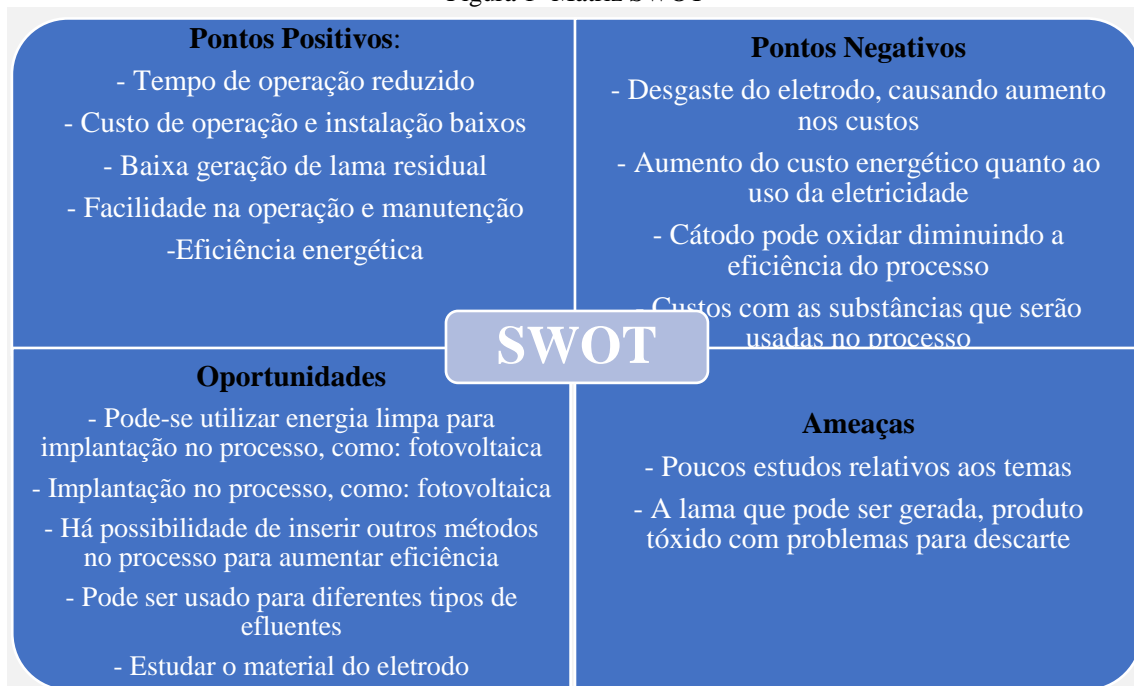 Figura 1- Matriz SWOT
Pontos Positivos:
- Tempo de operação reduzido
- Custo de operação e instalação baixos
- Baixa geração de lama residual
- Facilidade na operação e manutenção
-Eficiência energética
Pontos Negativos
- Desgaste do eletrodo, causando aumento
nos custos
- Aumento do custo energético quanto ao
uso da eletricidade
- Cátodo pode oxidar diminuindo a
eficiência do processo
- Custos com as substâncias que serão
usadas no processo
SWOT
Oportunidades
- Pode-se utilizar energia limpa para
implantação no processo, como: fotovoltaica
- Implantação no processo, como: fotovoltaica
- Há possibilidade de inserir outros métodos
no processo para aumentar eficiência
- Pode ser usado para diferentes tipos de
efluentes
- Estudar o material do eletrodo
Ameaças
- Poucos estudos relativos aos temas
- A lama que pode ser gerada, produto
tóxido com problemas para descarte